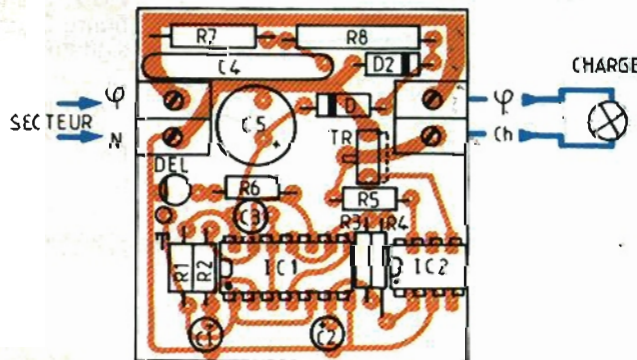 R7
R8
C4
D2
CHARGE
φ
D
φ
SECTEUR
C5
+
N
TR
Ch
DEL
R6
R5
C3
T
R3
R4
R1
R2
IC1
IC2
C1
C2
+